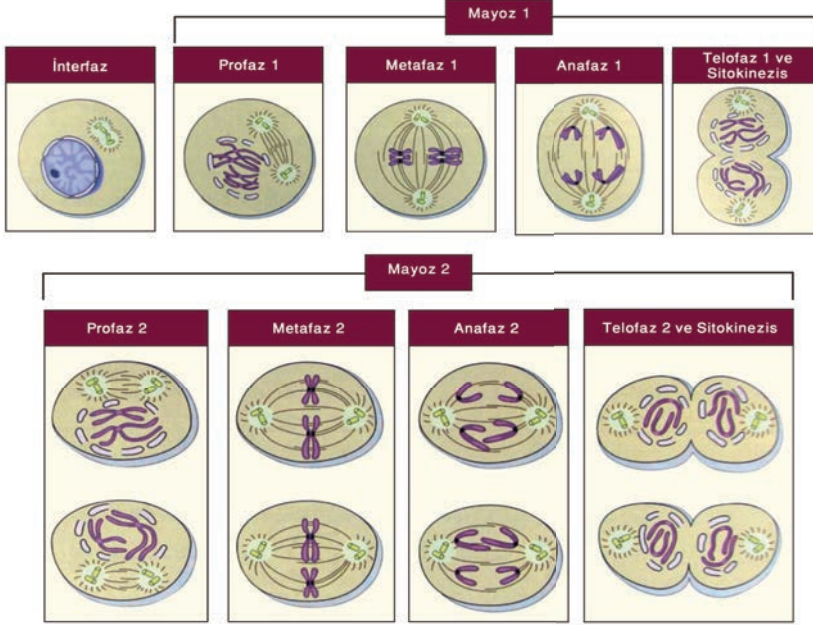 Mayoz 1
İnterfaz
Profaz 1
Metafaz 1
Anafaz 1
Telofaz 1 ve
Sitokinezis
Mayoz 2
Profaz 2
Metafaz 2
Anafaz 2
Telofaz 2 ve Sitokinezis